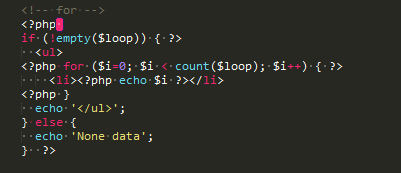 <!-- for -->
<?php
if (!empty($loop)) { ?>
  <ul>
<?php for ($i=0; $i < count($loop); $i++) { ?>
    <li><?php echo $i ?></li>
<?php }
  echo '</ul>';
} else {
  echo 'None data';
}  ?>